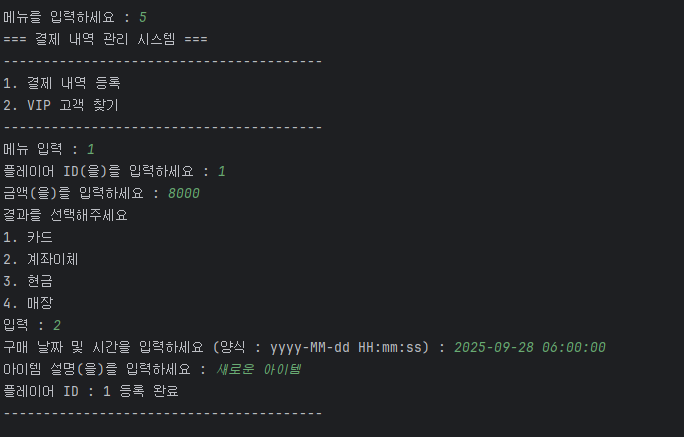 메뉴을 입력하세요 : 5
=== 결제 내역 관리 시스템 ===
----------------------------------------
1. 결제 내역 등록
2. VIP 고객 찾기
----------------------------------------
메뉴 입력 : 1
플레이어 ID(을)를 입력하세요 : 1
금액(을)를 입력하세요 : 8000
결과를 선택해주세요
1. 카드
2. 계좌이체
3. 현금
4. 매장
입력 : 2
구매 날짜 및 시간을 입력하세요 (양식 : yyyy-MM-dd HH:mm:ss) : 2025-09-28 06:00:00
아이템 설명(을)를 입력하세요 : 새로운 아이템
플레이어 ID : 1 등록 완료
----------------------------------------